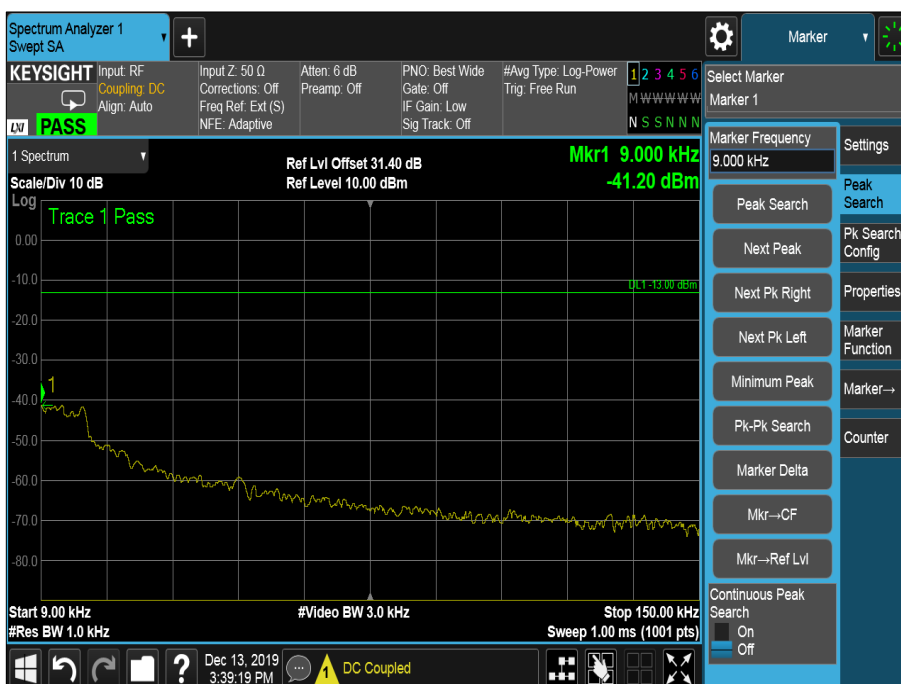 Spectrum Analyzer 1
Swept SA
Marker
KEYSIGHT
LXI PASS
Input: RF
Coupling: DC
Align: Auto
Input Z: 50 Ω
Corrections: Off
Freq Ref: Ext (S)
NFE: Adaptive
Atten: 6 dB
Preamp: Off
PNO: Best Wide
Gate: Off
IF Gain: Low
Sig Track: Off
#Avg Type: Log-Power
Trig: Free Run
1 2 3 4 5 6
M W W W W W
N S S N N N
Select Marker
Marker 1
1 Spectrum
Scale/Div 10 dB
Ref Lvl Offset 31.40 dB
Ref Level 10.00 dBm
Mkr1 9.000 kHz
-41.20 dBm
Log
Trace 1 Pass
0.00
-10.0
DL1 -13.00 dBm
-20.0
-30.0
1
-40.0
-50.0
-60.0
-70.0
-80.0
Start 9.00 kHz
#Res BW 1.0 kHz
#Video BW 3.0 kHz
Stop 150.00 kHz
Sweep 1.00 ms (1001 pts)
Marker Frequency
9.000 kHz
Peak Search
Next Peak
Next Pk Right
Next Pk Left
Minimum Peak
Pk-Pk Search
Marker Delta
Mkr→CF
Mkr→Ref Lvl
Continuous Peak
Search
On
Off
Settings
Peak
Search
Pk Search
Config
Properties
Marker
Function
Marker→
Counter
?
Dec 13, 2019
3:39:19 PM
1
DC Coupled